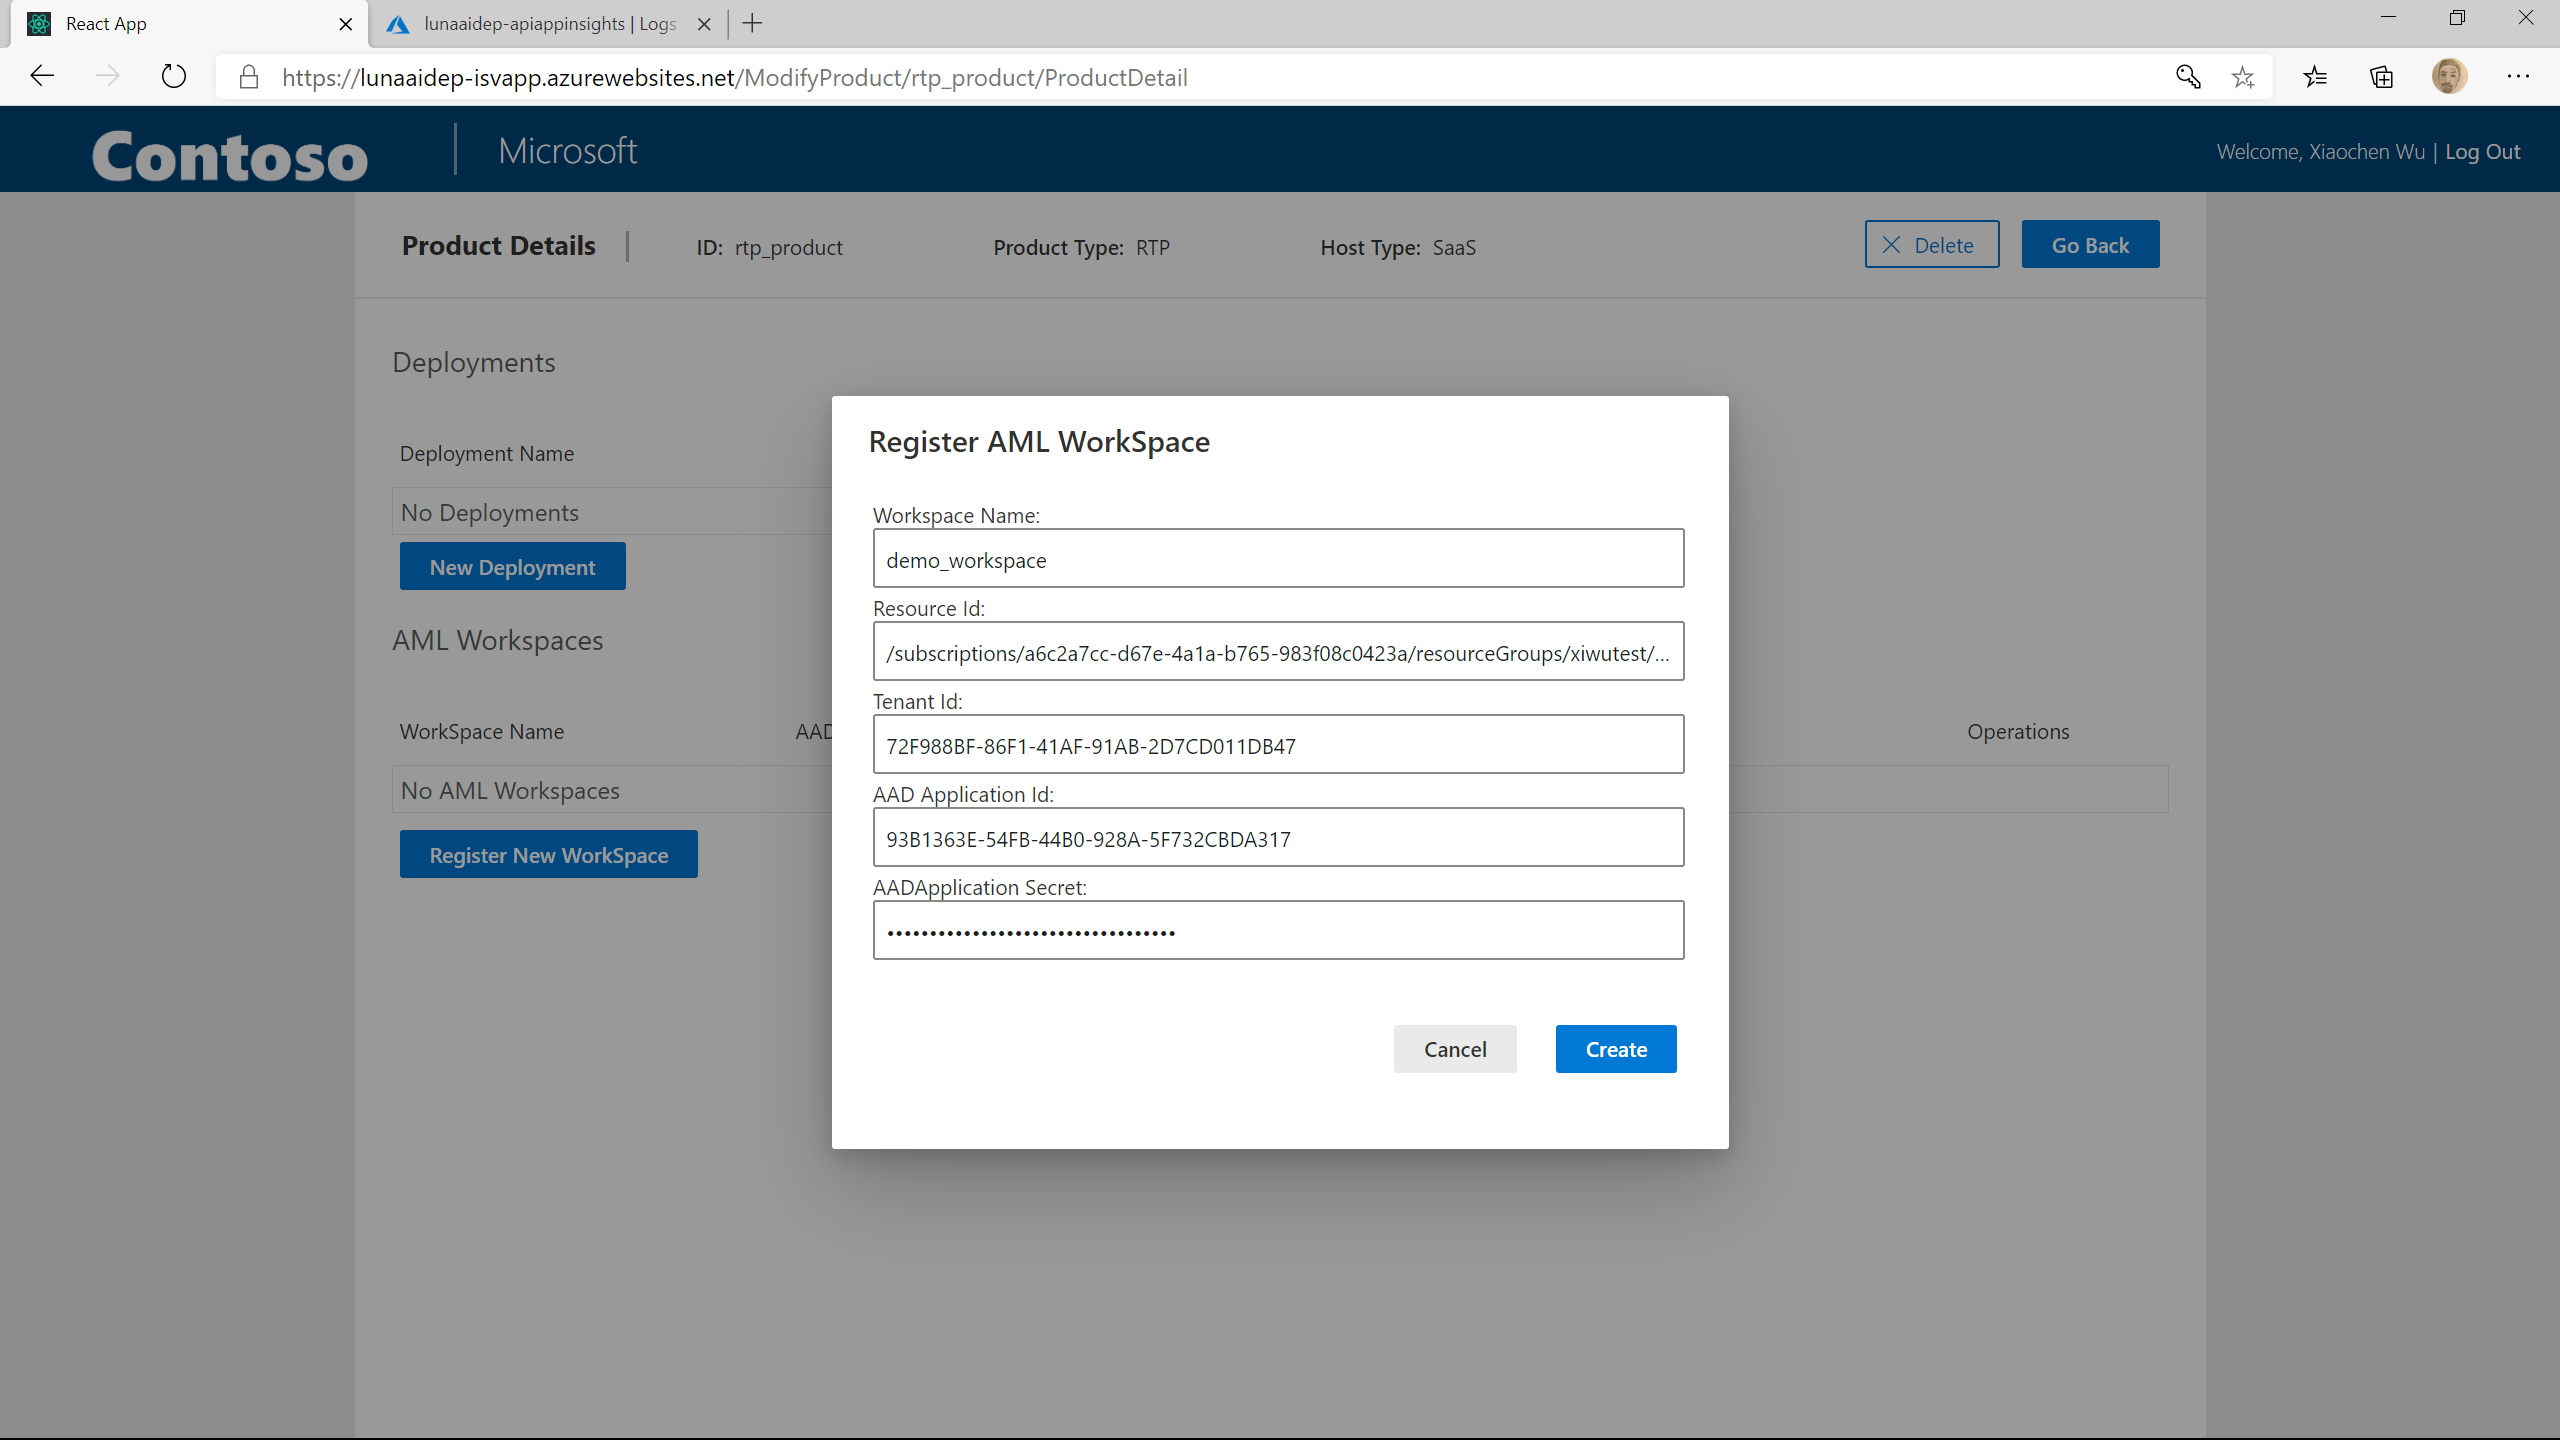 React App
lunaaidep-apiappinsights | Logs
https://lunaaidep-isvapp.azurewebsites.net/ModifyProduct/rtp_product/ProductDetail
Contoso
Microsoft
Welcome, Xiaochen Wu | Log Out
Product Details
ID: rtp_product
Product Type: RTP
Host Type: SaaS
Delete
Go Back
Deployments
Deployment Name
No Deployments
New Deployment
AML Workspaces
WorkSpace Name
AAD
Operations
No AML Workspaces
Register New WorkSpace
Register AML WorkSpace
Workspace Name:
demo_workspace
Resource Id:
/subscriptions/a6c2a7cc-d67e-4a1a-b765-983f08c0423a/resourceGroups/xiwutest/...
Tenant Id:
72F988BF-86F1-41AF-91AB-2D7CD011DB47
AAD Application Id:
93B1363E-54FB-44B0-928A-5F732CBDA317
AADApplication Secret:
••••••••••••••••••••••••••••••••••
Cancel
Create